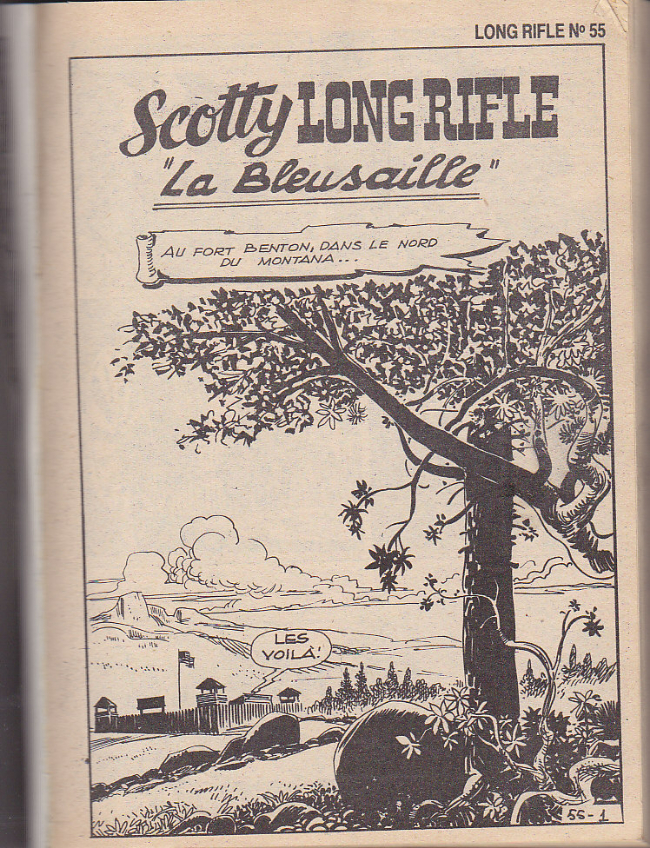 LONG RIFLE Nº 55
Scotty LONG RIFLE
"La Bleusaille"
AU FORT BENTON, DANS LE NORD
DU MONTANA...
LES
VOILÀ!
55-1